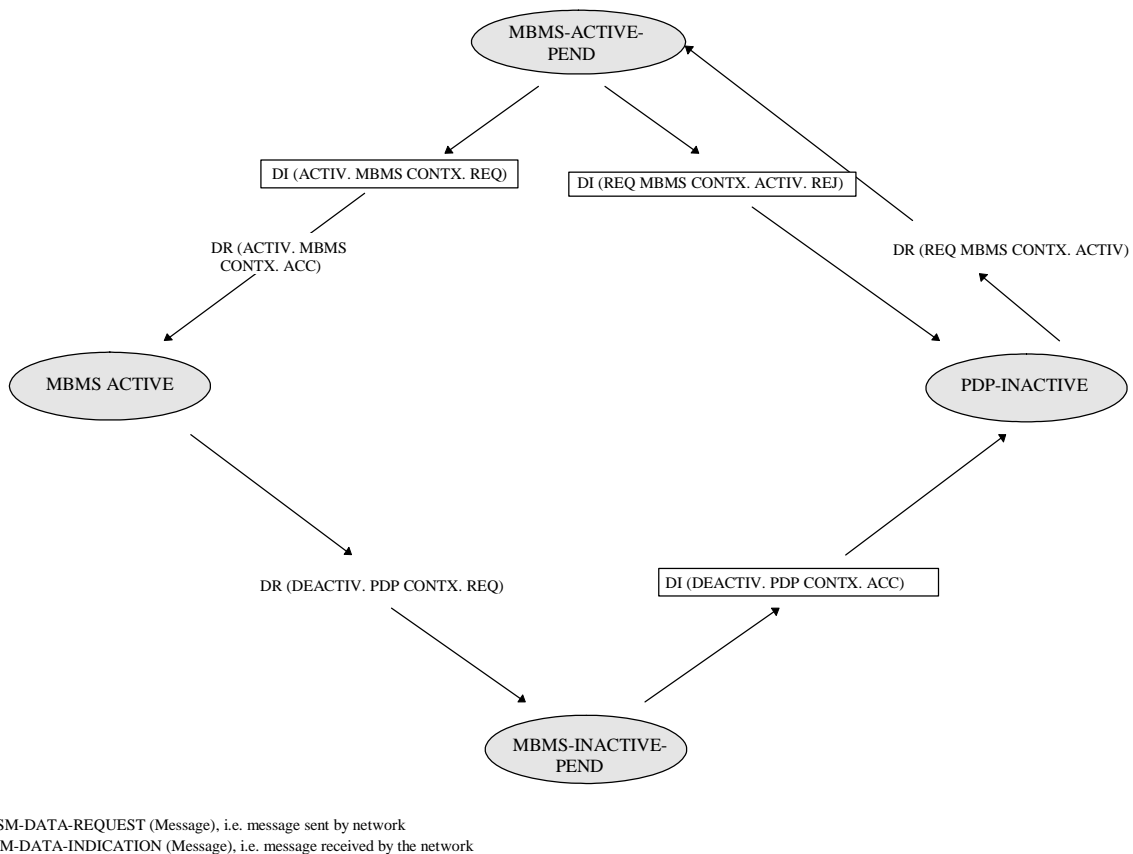 MBMS-ACTIVE-
PEND
DI (ACTIV. MBMS CONTX. REQ)
DI (REQ MBMS CONTX. ACTIV. REJ)
DR (ACTIV. MBMS
CONTX. ACC)
DR (REQ MBMS CONTX. ACTIV)
MBMS ACTIVE
PDP-INACTIVE
DR (DEACTIV. PDP CONTX. REQ)
DI (DEACTIV. PDP CONTX. ACC)
MBMS-INACTIVE-
PEND
SM-DATA-REQUEST (Message), i.e. message sent by network
M-DATA-INDICATION (Message), i.e. message received by the network